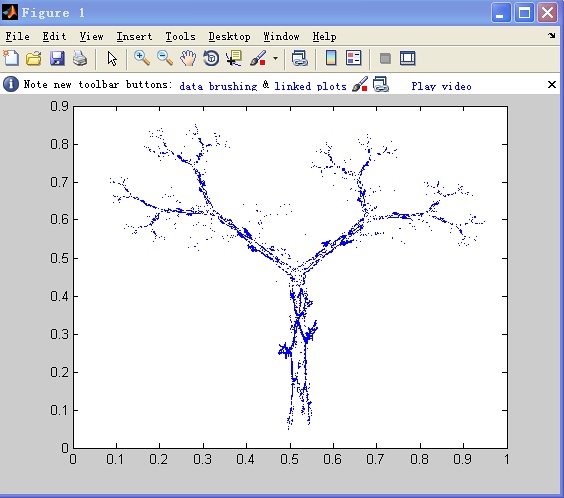 Figure 1
File Edit View Insert Tools Desktop Window Help
Note new toolbar buttons: data brushing & linked plots Play video
0.9
0.8
0.7
0.6
0.5
0.4
0.3
0.2
0.1
0
0 0.1 0.2 0.3 0.4 0.5 0.6 0.7 0.8 0.9 1